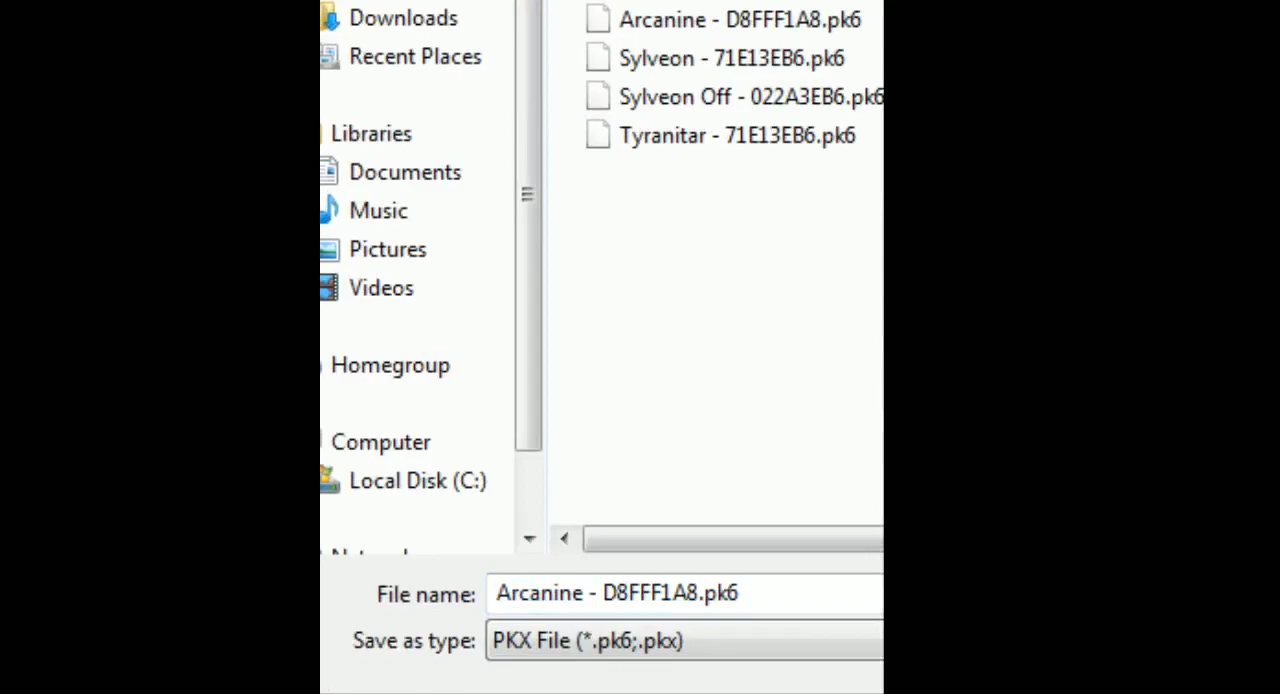 Downloads
Recent Places
Libraries
Documents
Music
Pictures
Videos
Homegroup
Computer
Local Disk (C:)
Arcanine - D8FFF1A8.pk6
Sylveon - 71E13EB6.pk6
Sylveon Off - 022A3EB6.pk6
Tyranitar - 71E13EB6.pk6
File name: Arcanine - D8FFF1A8.pk6
Save as type: PKX File (*.pk6;.pkx)